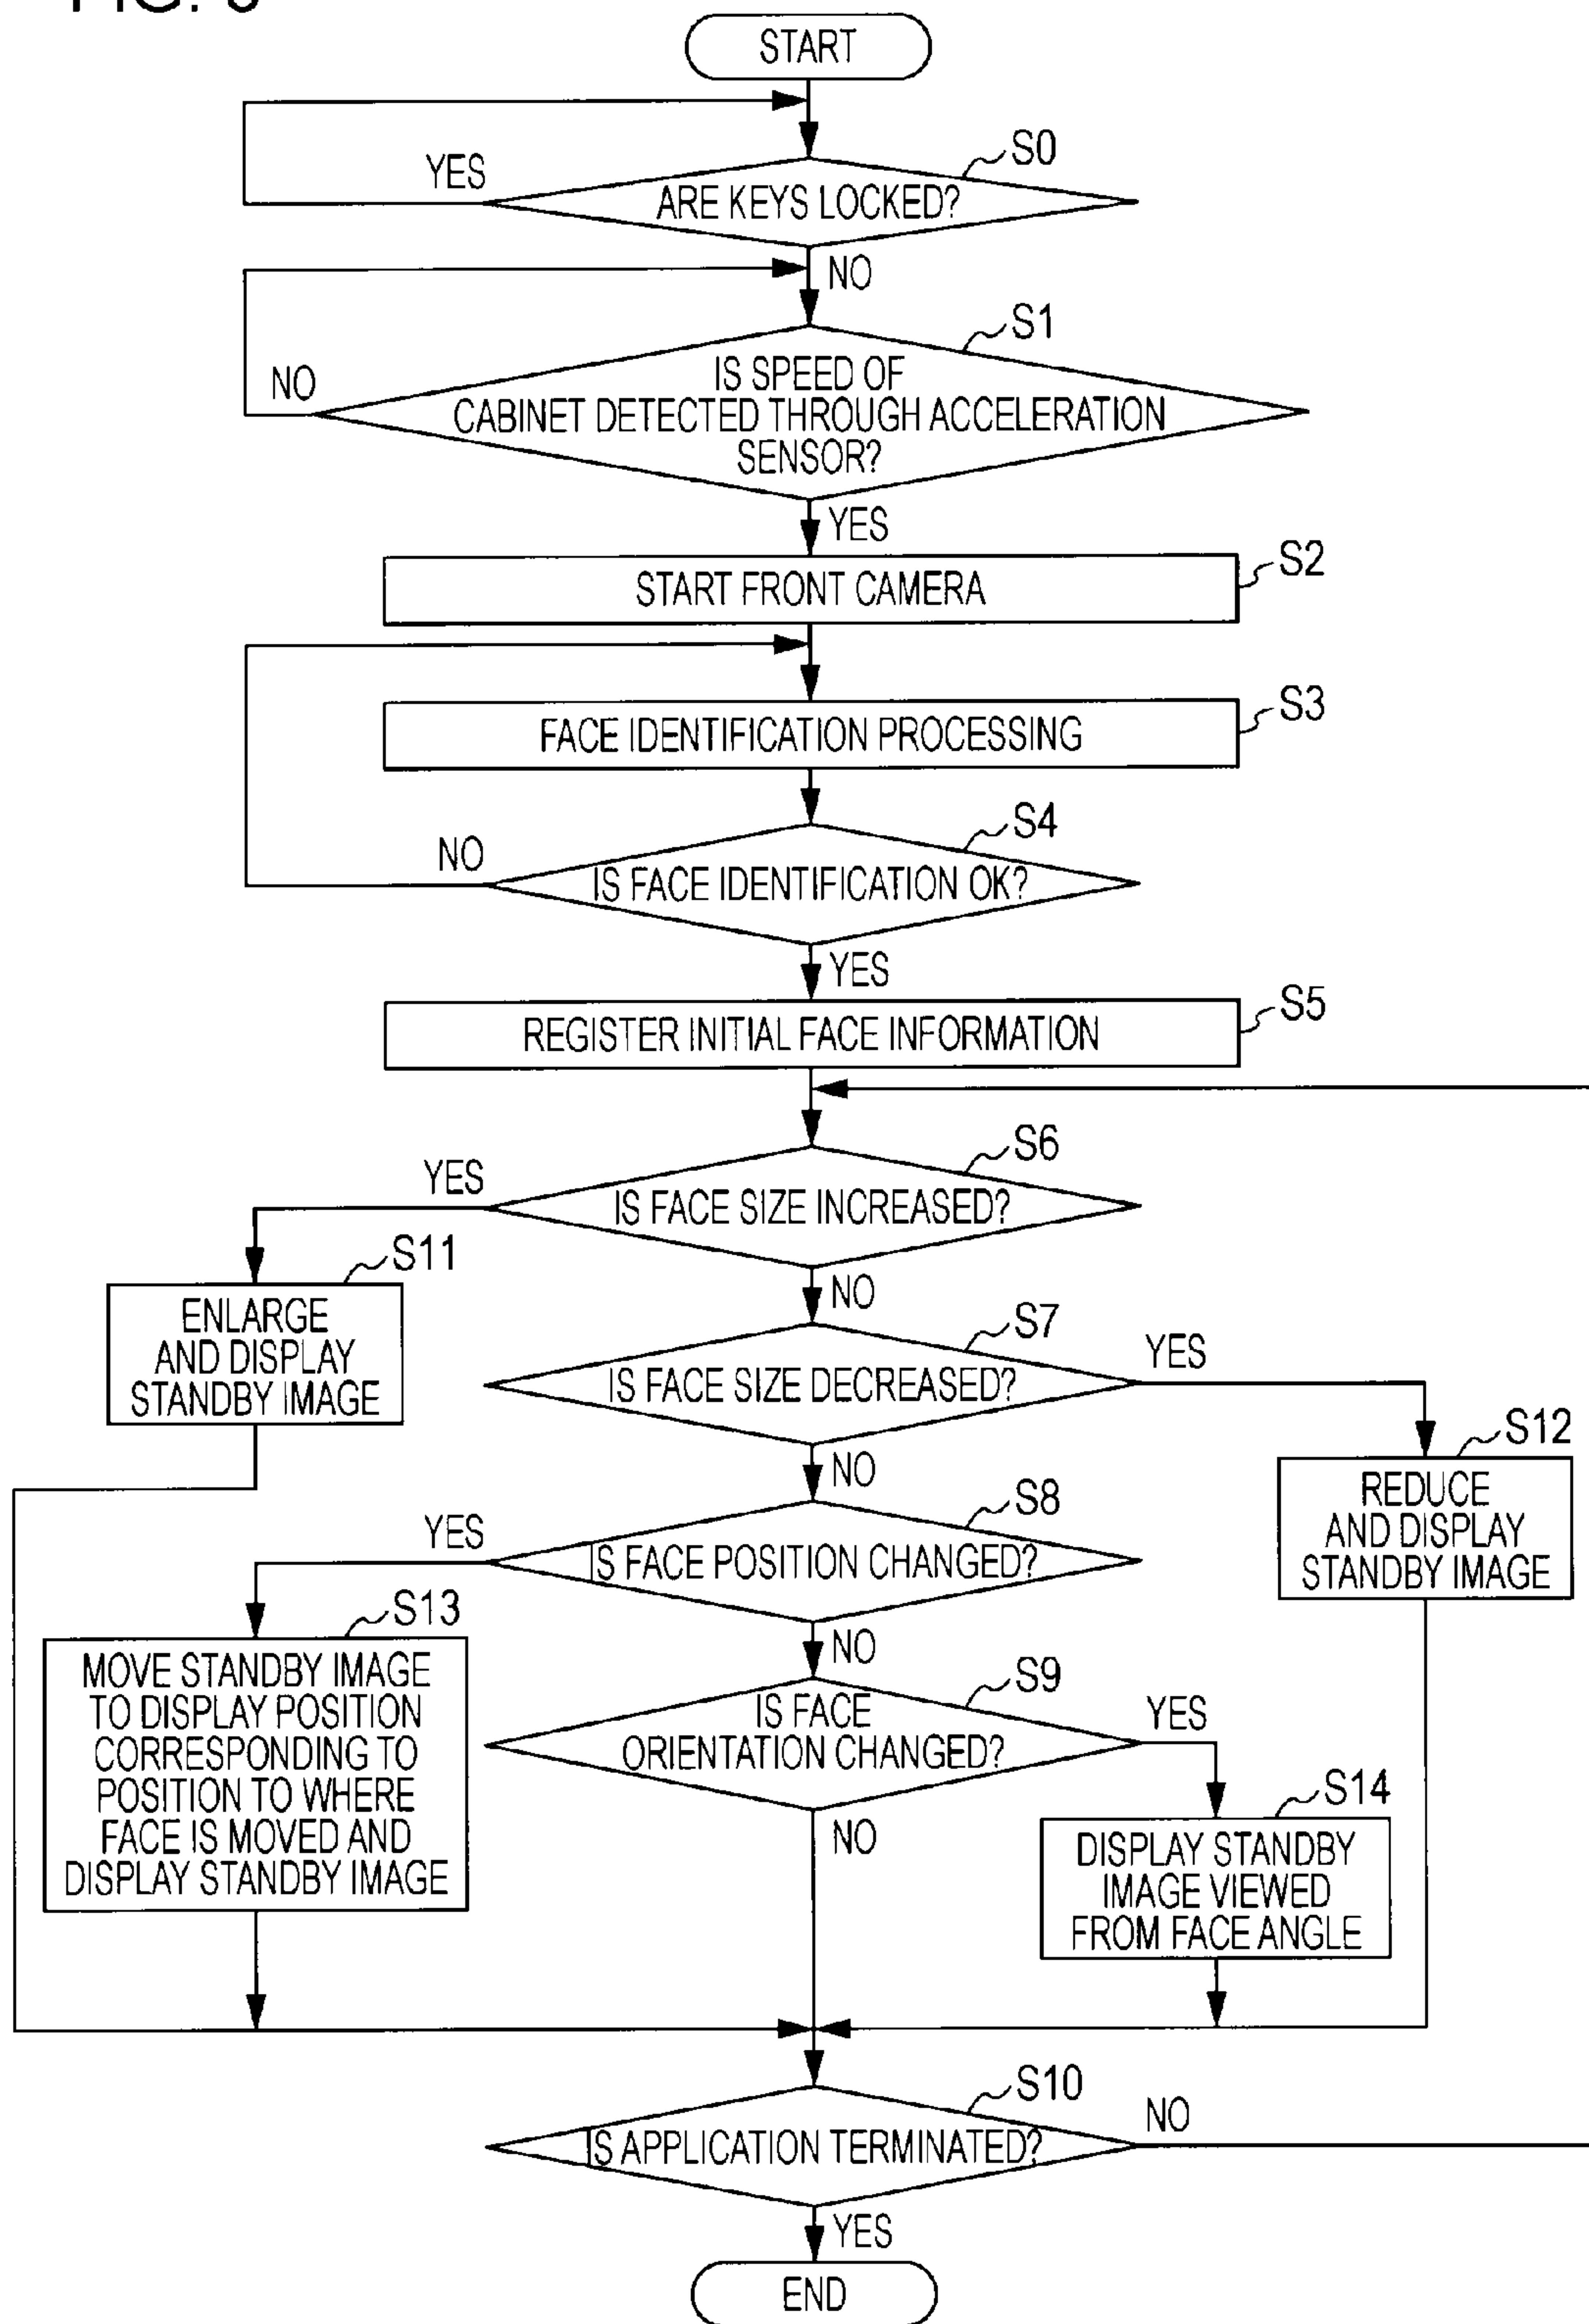 START
S0
YES
ARE KEYS LOCKED?
NO
S1
NO
IS SPEED OF
CABINET DETECTED THROUGH ACCELERATION
SENSOR?
YES
S2
START FRONT CAMERA
S3
FACE IDENTIFICATION PROCESSING
S4
NO
IS FACE IDENTIFICATION OK?
YES
S5
REGISTER INITIAL FACE INFORMATION
S6
YES
IS FACE SIZE INCREASED?
S11
NO
ENLARGE
AND DISPLAY
STANDBY IMAGE
S7
YES
IS FACE SIZE DECREASED?
S12
NO
REDUCE
AND DISPLAY
STANDBY IMAGE
S8
YES
IS FACE POSITION CHANGED?
S13
NO
MOVE STANDBY IMAGE
TO DISPLAY POSITION
CORRESPONDING TO
POSITION TO WHERE
FACE IS MOVED AND
DISPLAY STANDBY IMAGE
S9
YES
IS FACE
ORIENTATION CHANGED?
S14
NO
DISPLAY STANDBY
IMAGE VIEWED
FROM FACE ANGLE
S10
NO
IS APPLICATION TERMINATED?
YES
END